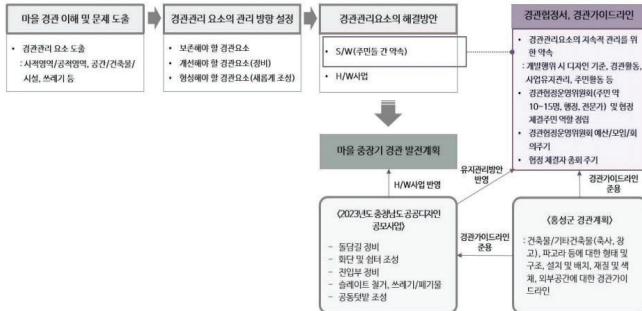 마을 경관 이해 및 문제 도출
• 경관관리 요소 도출
: 사적영역/공적영역, 공간/건축물/
시설, 쓰레기 등
경관관리 요소의 관리 방향 설정
• 보존해야 할 경관요소
• 개선해야 할 경관요소(정비)
• 형성해야 할 경관요소(새롭게 조성)
경관관리요소의 해결방안
• S/W(주민들 간 약속)
• H/W사업
경관협정서, 경관가이드라인
• 경관관리요소의 지속적 관리를 위
한 약속
: 개발행위 시 디자인 기준, 경관활동,
사업유지관리, 주민활동 등
• 경관협정운영위원회(주민 약
10~15명, 행정, 전문가) 및 협정
체결주민 역할 정립
• 경관협정운영위원회 예산/모임/회
의주기
• 협정 체결자 총회 주기
마을 중장기 경관 발전계획
H/W사업 반영
유지관리방안
반영
경관가이드라인
준용
<2023년도 충청남도 공공디자인
공모사업>
– 돌담길 정비
– 화단 및 쉼터 조성
– 진입부 정비
– 슬레이트 철거, 쓰레기/폐기물
– 공동텃밭 조성
경관가이드라인
준용
<홍성군 경관계획>
: 건축물/기타건축물(축사, 창
고), 파고라 등에 대한 형태 및
구조, 설치 및 배치, 재질 및 색
채, 외부공간에 대한 경관가이
드라인